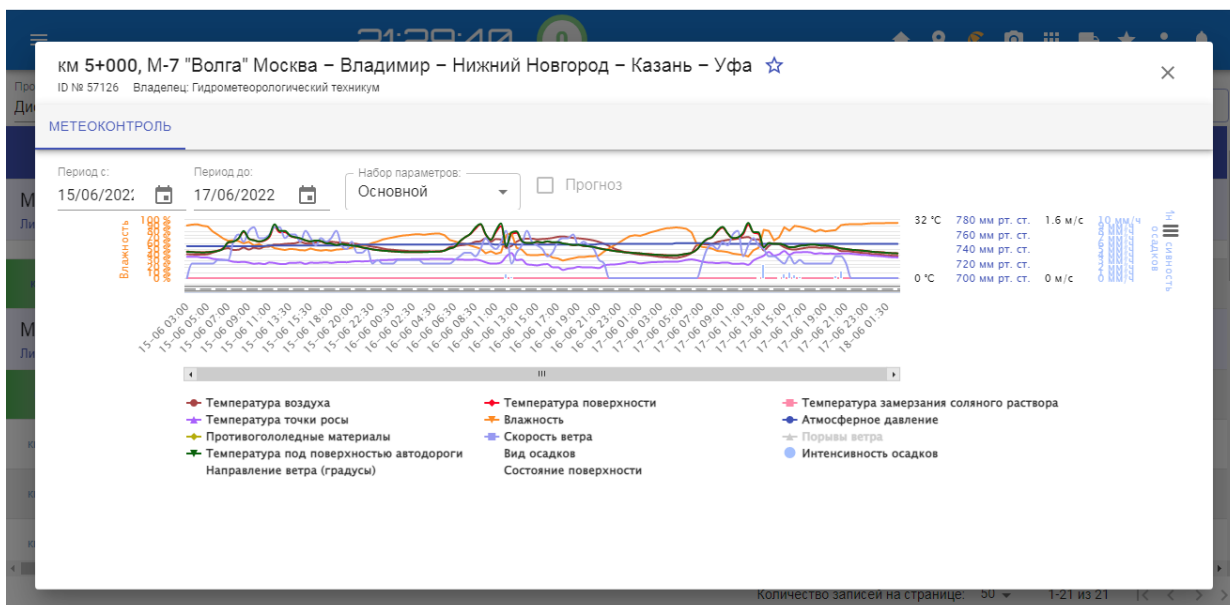 21:29:40
0
км 5+000, М-7 "Волга" Москва – Владимир – Нижний Новгород – Казань – Уфа
ID № 57126 Владелец: Гидрометеорологический техникум
МЕТЕОКОНТРОЛЬ
Период с:
15/06/2022
Период до:
17/06/2022
Набор параметров:
Основной
Прогноз
Влажность
100 %
0 %
32 °C
0 °C
780 мм рт. ст.
760 мм рт. ст.
740 мм рт. ст.
720 мм рт. ст.
700 мм рт. ст.
1.6 м/с
0 м/с
10 мм/ч
0 мм/ч
осадков
15-06 03:00
15-06 05:00
15-06 07:00
15-06 09:00
15-06 11:00
15-06 13:30
15-06 15:30
15-06 18:00
15-06 20:00
15-06 22:30
16-06 00:30
16-06 02:30
16-06 04:30
16-06 06:30
16-06 08:30
16-06 11:00
16-06 13:00
16-06 15:00
16-06 17:00
16-06 19:00
16-06 21:00
16-06 23:00
17-06 01:00
17-06 03:00
17-06 05:00
17-06 07:00
17-06 09:00
17-06 11:00
17-06 13:00
17-06 15:00
17-06 17:00
17-06 19:00
17-06 21:00
17-06 23:00
18-06 01:30
Температура воздуха
Температура поверхности
Температура замерзания соляного раствора
Температура точки росы
Влажность
Атмосферное давление
Противогололедные материалы
Скорость ветра
Порывы ветра
Температура под поверхностью автодороги
Вид осадков
Интенсивность осадков
Направление ветра (градусы)
Состояние поверхности
Количество записей на странице: 50 1-21 из 21